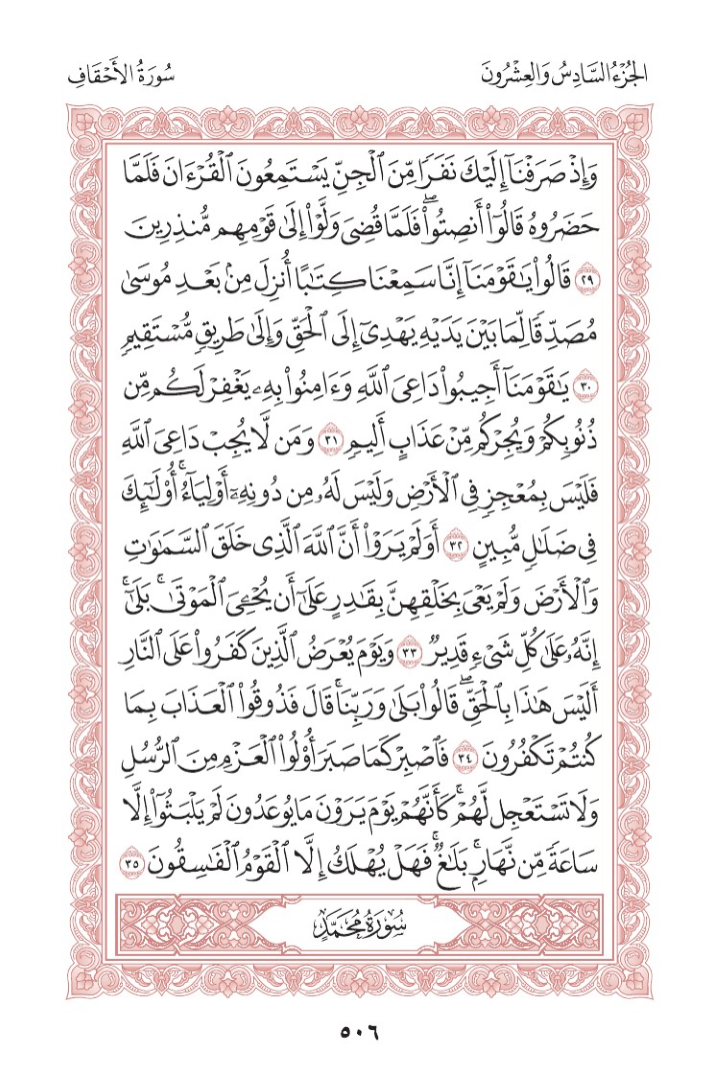 الجُزْءُ السَّادِسُ وَالعِشْرُونَ
سُورَةُ الأَحْقَافِ
وَإِذْ صَرَفْنَآ إِلَيْكَ نَفَرًا مِّنَ ٱلْجِنِّ يَسْتَمِعُونَ ٱلْقُرْءَانَ فَلَمَّا
حَضَرُوهُ قَالُوٓا۟ أَنصِتُوا۟ ۖ فَلَمَّا قُضِىَ وَلَّوْا۟ إِلَىٰ قَوْمِهِم مُّنذِرِينَ
٢٩ قَالُوا۟ يَـٰقَوْمَنَآ إِنَّا سَمِعْنَا كِتَـٰبًا أُنزِلَ مِنۢ بَعْدِ مُوسَىٰ
مُصَدِّقًا لِّمَا بَيْنَ يَدَيْهِ يَهْدِىٓ إِلَى ٱلْحَقِّ وَإِلَىٰ طَرِيقٍ مُّسْتَقِيمٍ
٣٠ يَـٰقَوْمَنَآ أَجِيبُوا۟ دَاعِىَ ٱللَّهِ وَءَامِنُوا۟ بِهِۦ يَغْفِرْ لَكُم مِّن
ذُنُوبِكُمْ وَيُجِرْكُم مِّنْ عَذَابٍ أَلِيمٍ ٣١ وَمَن لَّا يُجِبْ دَاعِىَ ٱللَّهِ
فَلَيْسَ بِمُعْجِزٍ فِى ٱلْأَرْضِ وَلَيْسَ لَهُۥ مِن دُونِهِۦٓ أَوْلِيَآءُ ۚ أُو۟لَـٰٓئِكَ
فِى ضَلَـٰلٍ مُّبِينٍ ٣٢ أَوَلَمْ يَرَوْا۟ أَنَّ ٱللَّهَ ٱلَّذِى خَلَقَ ٱلسَّمَـٰوَٰتِ
وَٱلْأَرْضَ وَلَمْ يَعْىَ بِخَلْقِهِنَّ بِقَـٰدِرٍ عَلَىٰٓ أَن يُحْـِۧىَ ٱلْمَوْتَىٰ ۚ بَلَىٰٓ
إِنَّهُۥ عَلَىٰ كُلِّ شَىْءٍ قَدِيرٌ ٣٣ وَيَوْمَ يُعْرَضُ ٱلَّذِينَ كَفَرُوا۟ عَلَى ٱلنَّارِ
أَلَيْسَ هَـٰذَا بِٱلْحَقِّ ۖ قَالُوا۟ بَلَىٰ وَرَبِّنَا ۚ قَالَ فَذُوقُوا۟ ٱلْعَذَابَ بِمَا
كُنتُمْ تَكْفُرُونَ ٣٤ فَٱصْبِرْ كَمَا صَبَرَ أُو۟لُوا۟ ٱلْعَزْمِ مِنَ ٱلرُّسُلِ
وَلَا تَسْتَعْجِل لَّهُمْ ۚ كَأَنَّهُمْ يَوْمَ يَرَوْنَ مَا يُوعَدُونَ لَمْ يَلْبَثُوٓا۟ إِلَّا
سَاعَةً مِّن نَّهَارٍۭ ۚ بَلَـٰغٌ ۚ فَهَلْ يُهْلَكُ إِلَّا ٱلْقَوْمُ ٱلْفَـٰسِقُونَ ٣٥
سُورَةُ مُحَمَّدٍ
٥٠٦